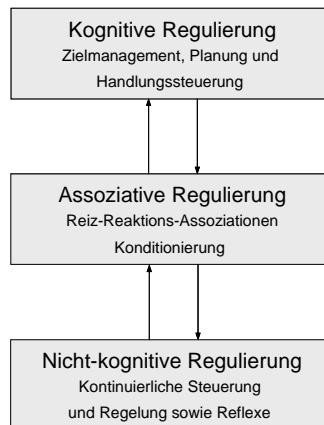 Kognitive Regulierung
Zielmanagement, Planung und
Handlungssteuerung
Assoziative Regulierung
Reiz-Reaktions-Assoziationen
Konditionierung
Nicht-kognitive Regulierung
Kontinuierliche Steuerung
und Regelung sowie Reflexe